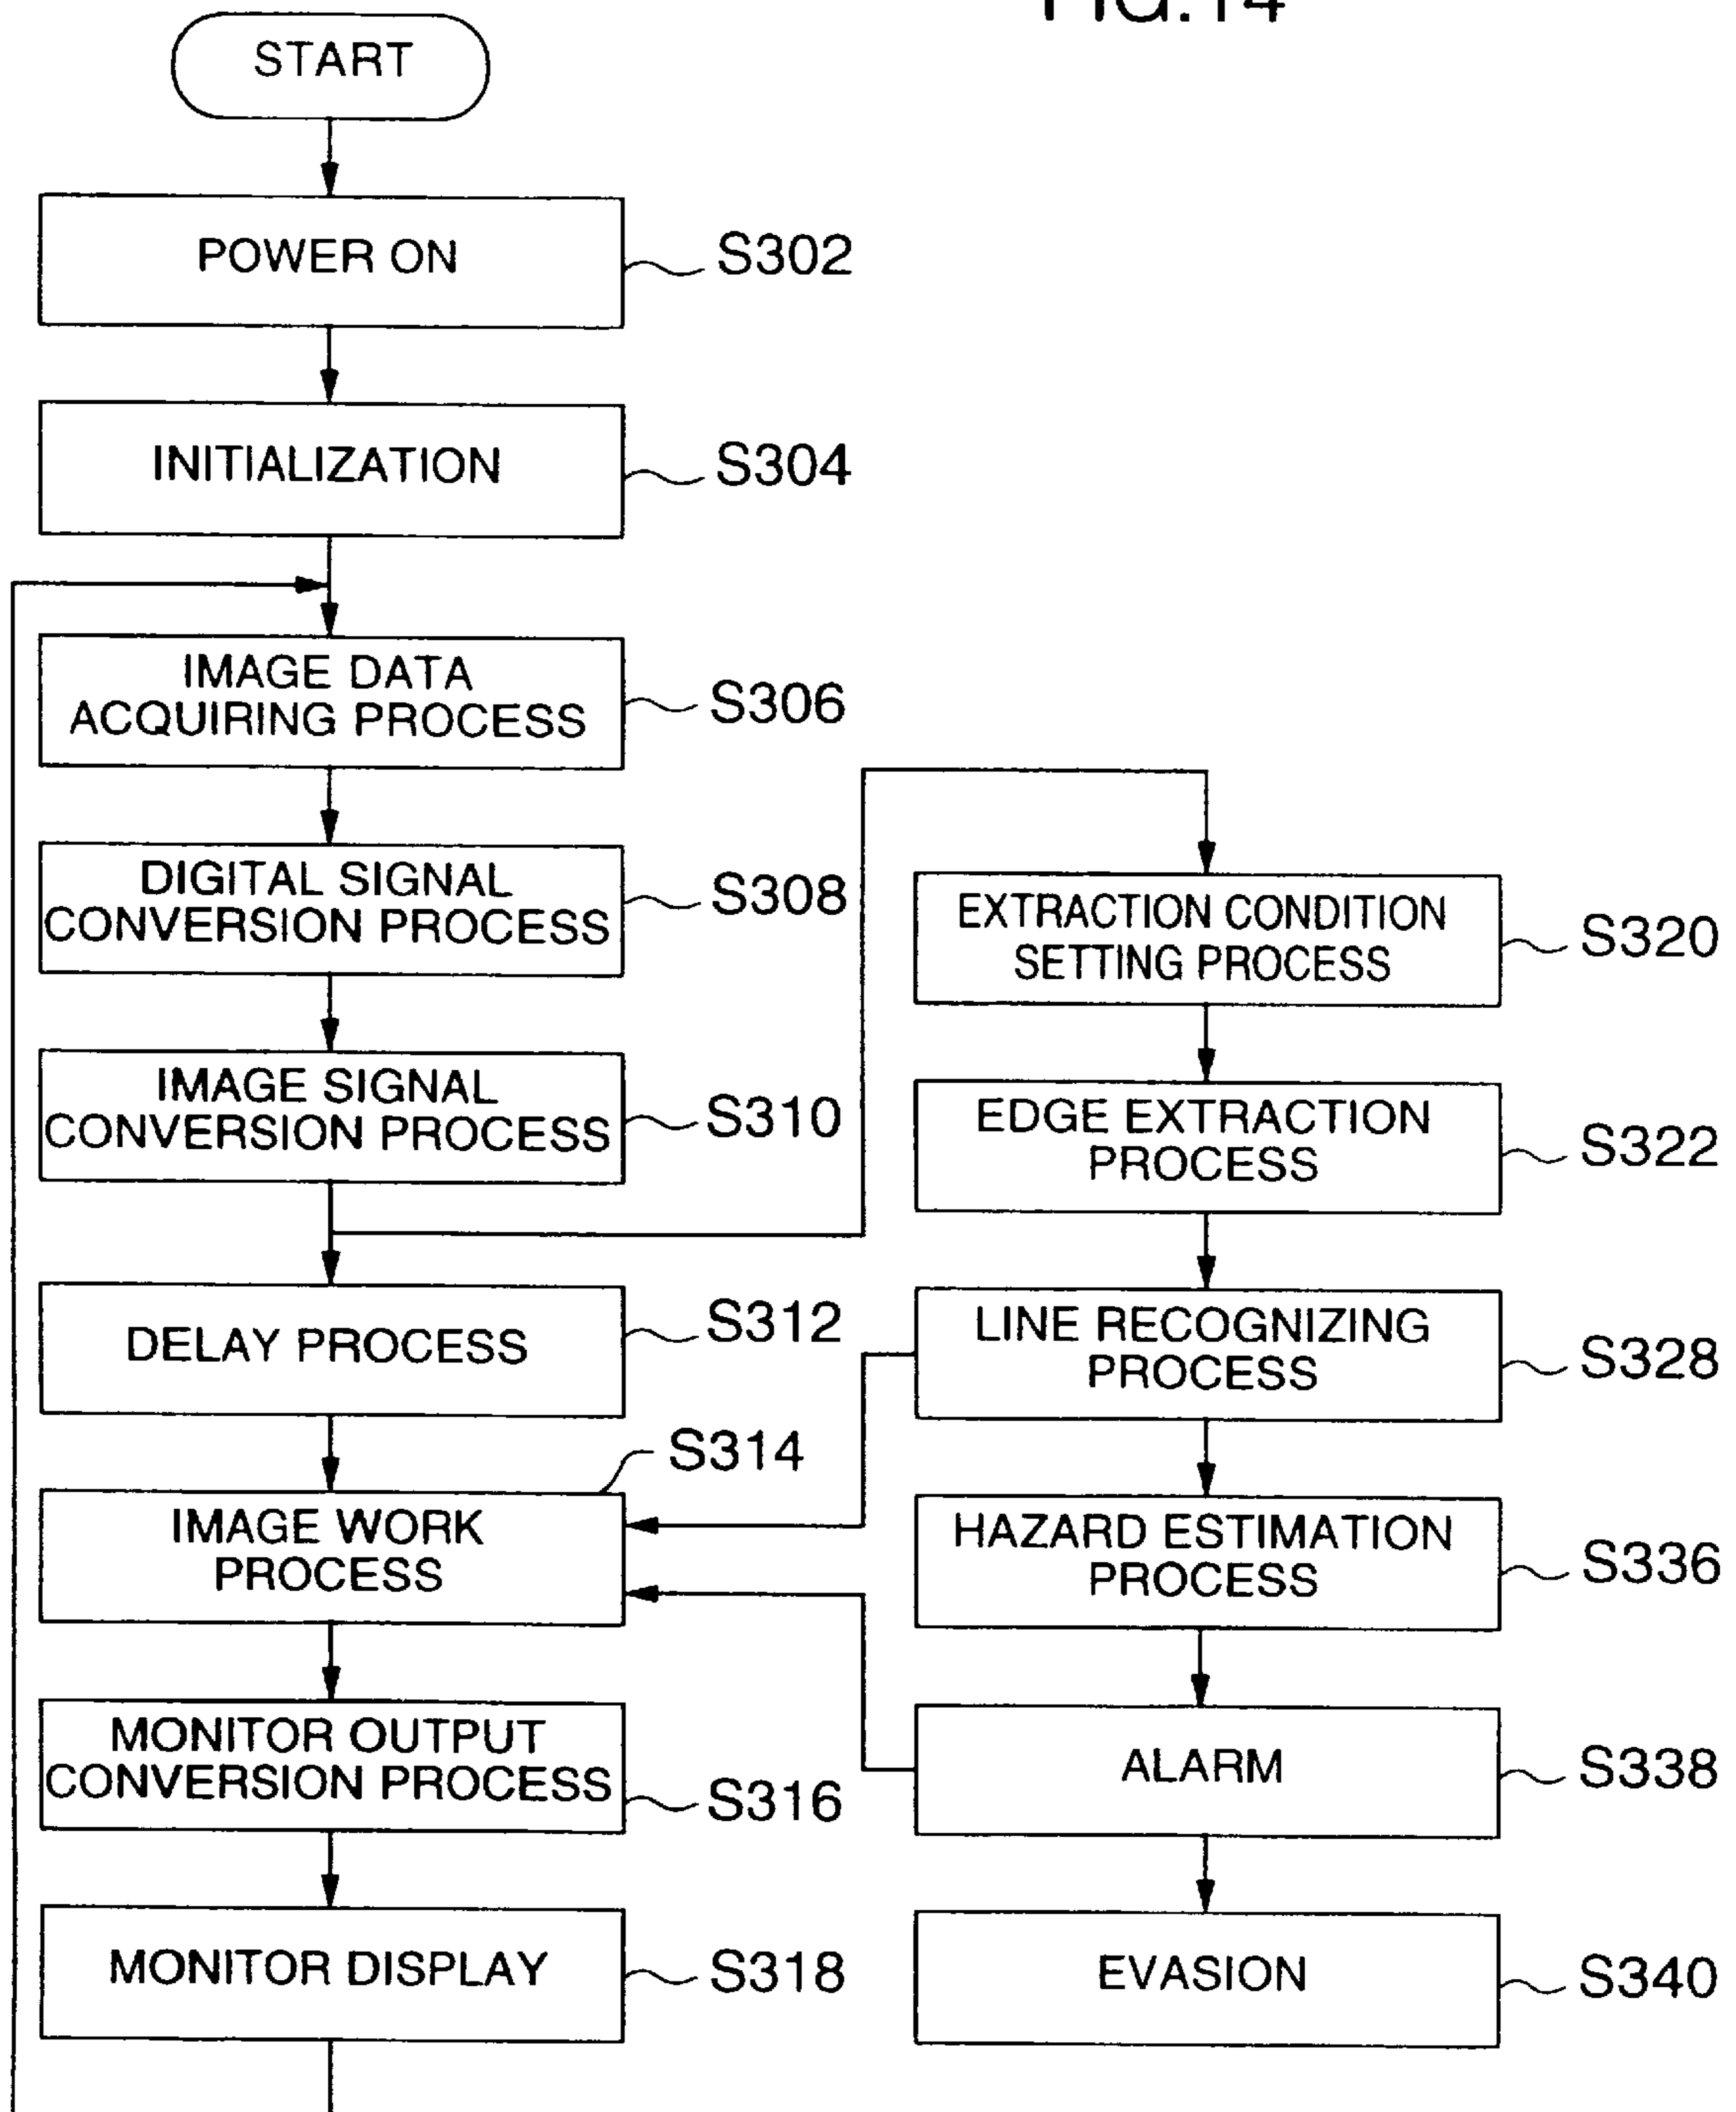 FIG.14
START
POWER ON
S302
INITIALIZATION
S304
IMAGE DATA
ACQUIRING PROCESS
S306
DIGITAL SIGNAL
CONVERSION PROCESS
S308
IMAGE SIGNAL
CONVERSION PROCESS
S310
DELAY PROCESS
S312
S314
IMAGE WORK
PROCESS
MONITOR OUTPUT
CONVERSION PROCESS
S316
MONITOR DISPLAY
S318
EXTRACTION CONDITION
SETTING PROCESS
S320
EDGE EXTRACTION
PROCESS
S322
LINE RECOGNIZING
PROCESS
S328
HAZARD ESTIMATION
PROCESS
S336
ALARM
S338
EVASION
S340